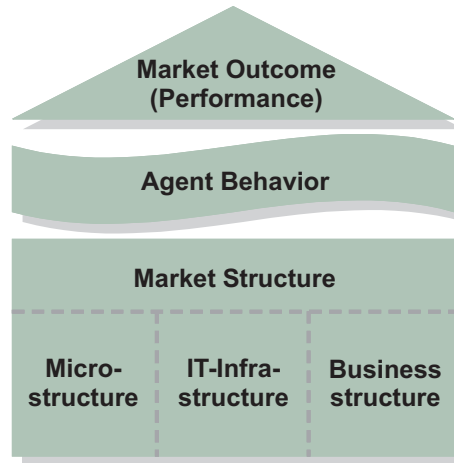 Market Outcome
(Performance)
Agent Behavior
Market Structure
Micro-
structure
IT-Infra-
structure
Business
structure